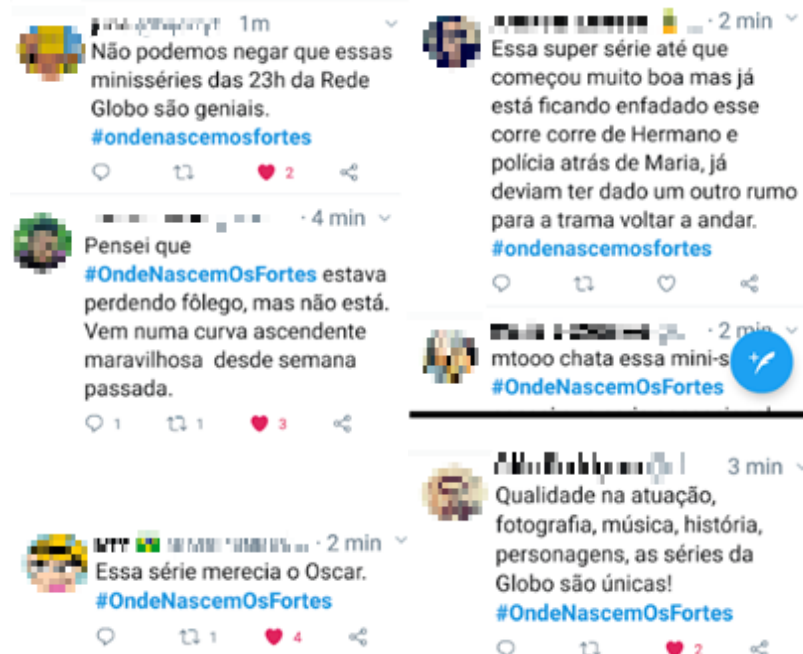 1m
Não podemos negar que essas
minisséries das 23h da Rede
Globo são geniais.
#ondenascemosfortes
2
· 4 min
Pensei que
#OndeNascemOsFortes estava
perdendo fôlego, mas não está.
Vem numa curva ascendente
maravilhosa desde semana
passada.
1 1 3
· 2 min
Essa série merecia o Oscar.
#OndeNascemOsFortes
1 4
· 2 min
Essa super série até que
começou muito boa mas já
está ficando enfadado esse
corre corre de Hermano e
polícia atrás de Maria, já
deviam ter dado um outro rumo
para a trama voltar a andar.
#ondenascemosfortes
· 2 min
mtooo chata essa mini-s
#OndeNascemOsFortes
3 min
Qualidade na atuação,
fotografia, música, história,
personagens, as séries da
Globo são únicas!
#OndeNascemOsFortes
2